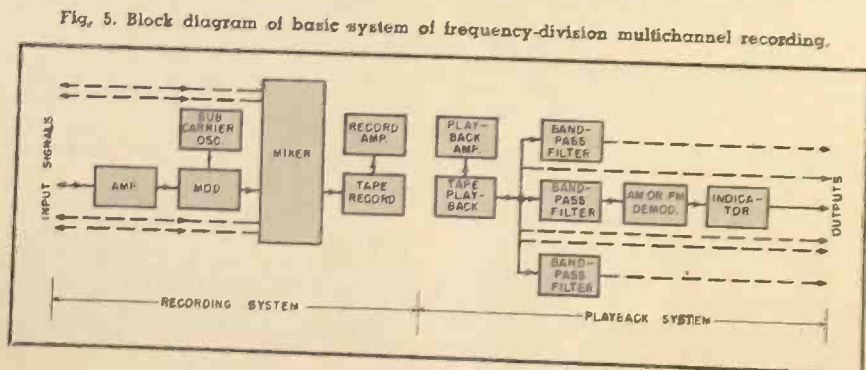 Fig. 5. Block diagram of basic system of frequency-division multichannel recording.
INPUT SIGNALS
AMP.
SUB
CARRIER
OSC.
MOD
MIXER
RECORD
AMP.
TAPE
RECORD
PLAY-
BACK
AMP.
TAPE
PLAY-
BACK
BAND-
PASS
FILTER
BAND-
PASS
FILTER
BAND-
PASS
FILTER
AM OR FM
DEMOD.
INDICA-
TOR
OUTPUTS
RECORDING SYSTEM
PLAYBACK SYSTEM